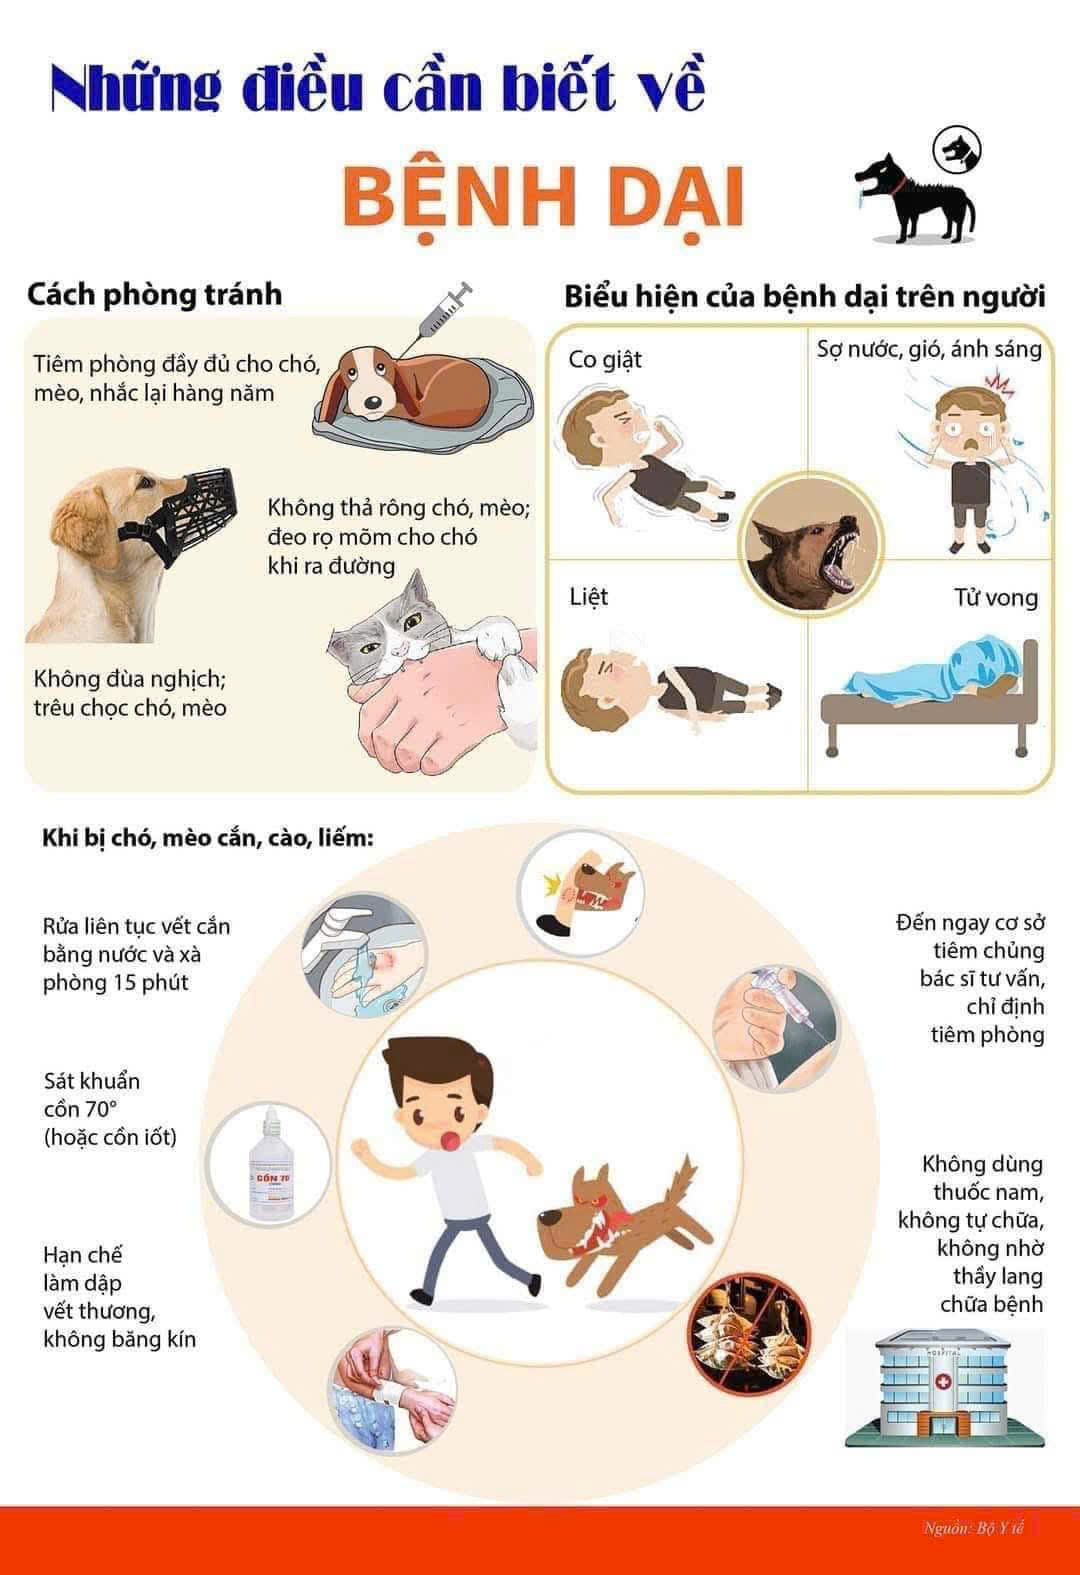 Những điều cần biết về
BỆNH DẠI
Cách phòng tránh
Tiêm phòng đầy đủ cho chó,
mèo, nhắc lại hàng năm
Không thả rông chó, mèo;
đeo rọ mõm cho chó
khi ra đường
Không đùa nghịch;
trêu chọc chó, mèo
Biểu hiện của bệnh dại trên người
Co giật
Sợ nước, gió, ánh sáng
Liệt
Tử vong
Khi bị chó, mèo cắn, cào, liếm:
Rửa liên tục vết cắn
bằng nước và xà
phòng 15 phút
Sát khuẩn
cồn 70°
(hoặc cồn iốt)
CỒN 70°
Hạn chế
làm dập
vết thương,
không băng kín
Đến ngay cơ sở
tiêm chủng
bác sĩ tư vấn,
chỉ định
tiêm phòng
Không dùng
thuốc nam,
không tự chữa,
không nhờ
thầy lang
chữa bệnh
HOSPITAL
Nguồn: Bộ Y tế